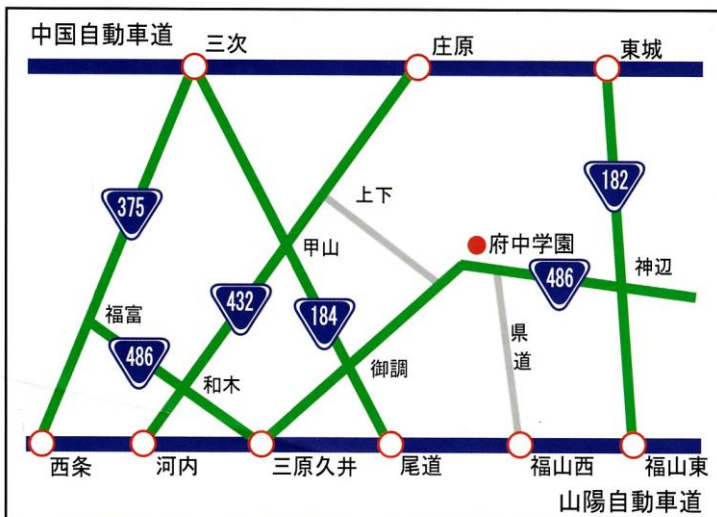 中国自動車道
三次
庄原
東城
375
182
上下
府中学園
甲山
486
神辺
432
福富
184
県道
486
和木
御調
西条
河内
三原久井
尾道
福山西
福山東
山陽自動車道